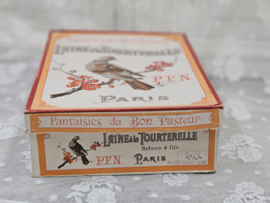 LAINE à la TOURTERELLE
P.F.N
PARIS
Fantaisies du Bon Pasteur
LAINE à la TOURTERELLE
P.F.N PARIS